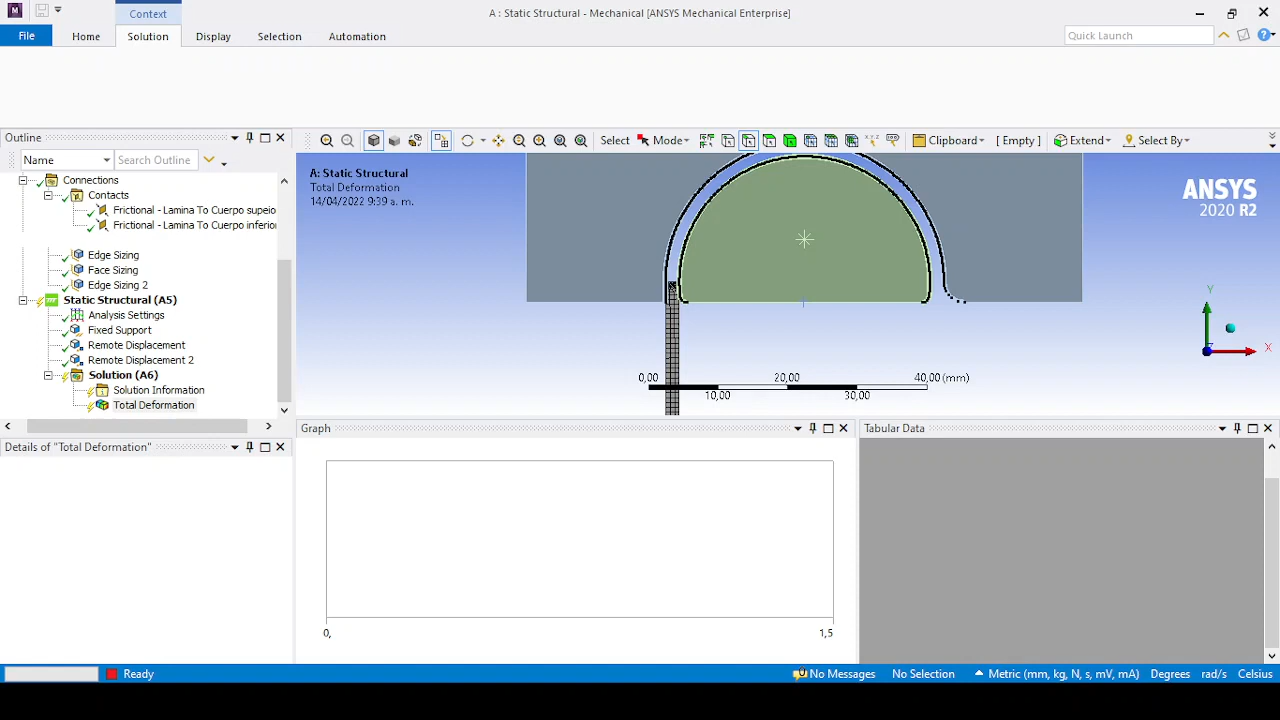 Context
A : Static Structural - Mechanical [ANSYS Mechanical Enterprise]
File Home Solution Display Selection Automation
Quick Launch
Outline
Select Mode Clipboard [ Empty ] Extend Select By
Name Search Outline
Connections
Contacts
Frictional - Lamina To Cuerpo supeio
Frictional - Lamina To Cuerpo inferior
Edge Sizing
Face Sizing
Edge Sizing 2
Static Structural (A5)
Analysis Settings
Fixed Support
Remote Displacement
Remote Displacement 2
Solution (A6)
Solution Information
Total Deformation
A: Static Structural
Total Deformation
14/04/2022 9:39 a. m.
ANSYS
2020 R2
Y
X
0,00 20,00 40,00 (mm)
10,00 30,00
Details of "Total Deformation"
Graph
0, 1,5
Tabular Data
Ready
No Messages No Selection Metric (mm, kg, N, s, mV, mA) Degrees rad/s Celsius